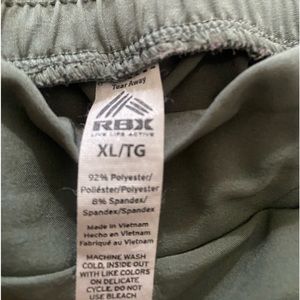 Tear Away
RBX
LIVE LIFE ACTIVE
XL/TG
92% Polyester/
Poliéster/Polyester
8% Spandex/
Spandex/Spandex
Made in Vietnam
Hecho en Vietnam
Fabriqué au Vietnam
MACHINE WASH
COLD, INSIDE OUT
WITH LIKE COLORS
ON DELICATE
CYCLE. DO NOT
USE BLEACH